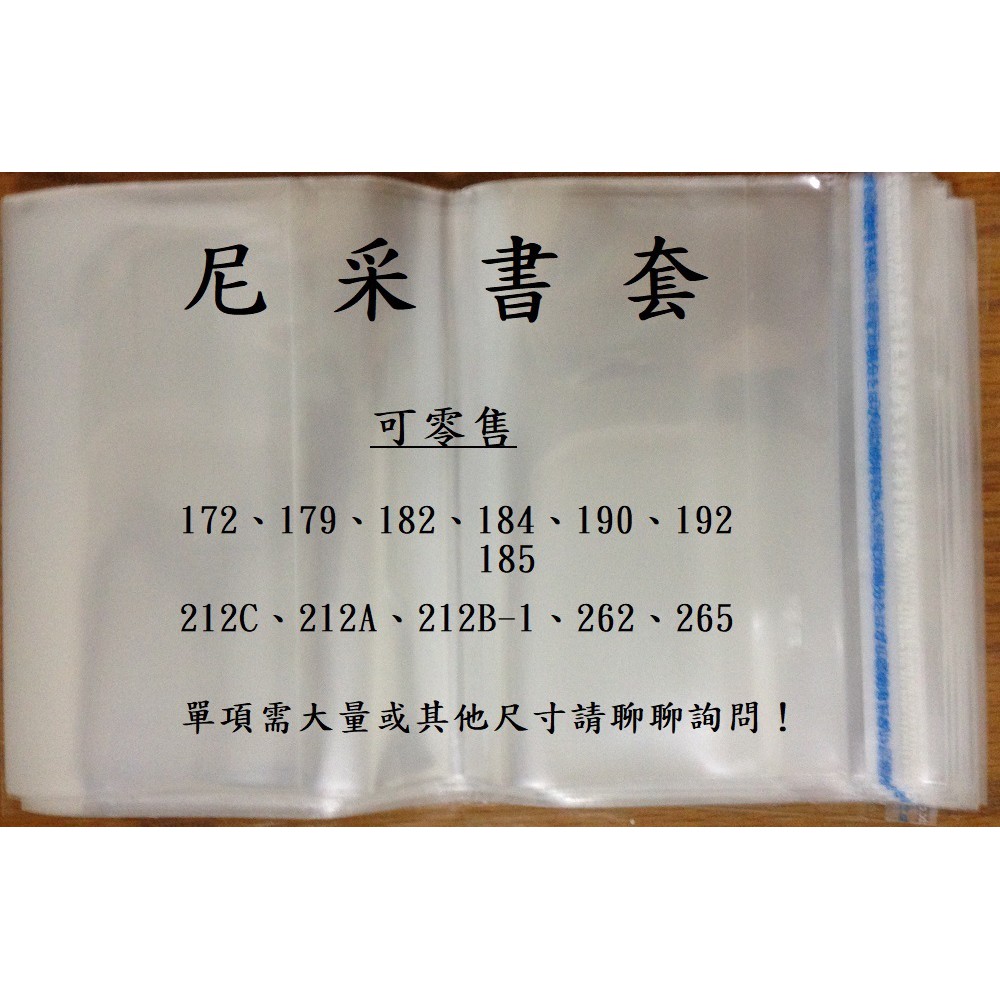 尼采書套
可零售
172、179、182、184、190、192
185
212C、212A、212B-1、262、265
單項需大量或其他尺寸請聊聊詢問！